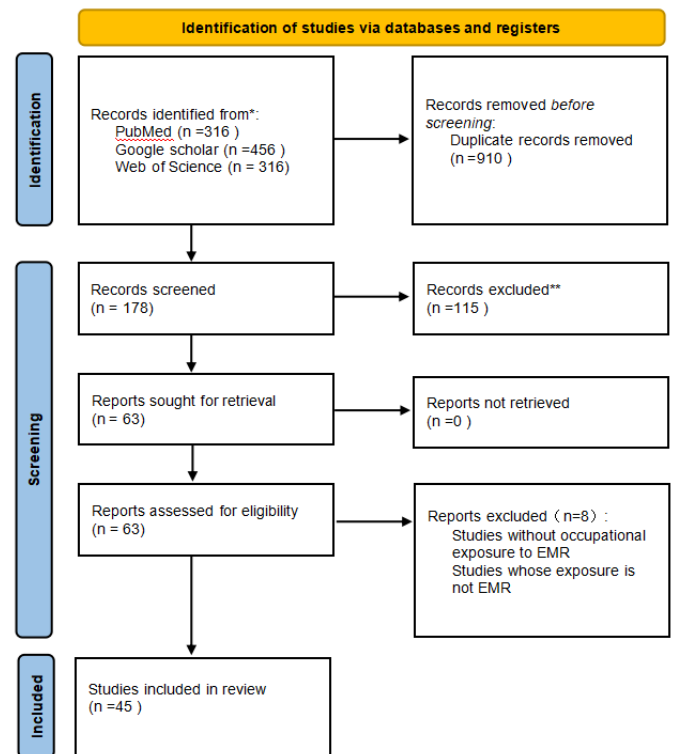 Identification of studies via databases and registers
Identification
Records identified from*:
PubMed (n =316 )
Google scholar (n =456 )
Web of Science (n = 316)
Records removed before
screening:
Duplicate records removed
(n =910 )
Screening
Records screened
(n = 178)
Records excluded**
(n =115 )
Reports sought for retrieval
(n = 63)
Reports not retrieved
(n =0 )
Reports assessed for eligibility
(n = 63)
Reports excluded（n=8）:
Studies without occupational
exposure to EMR
Studies whose exposure is
not EMR
Included
Studies included in review
(n =45 )